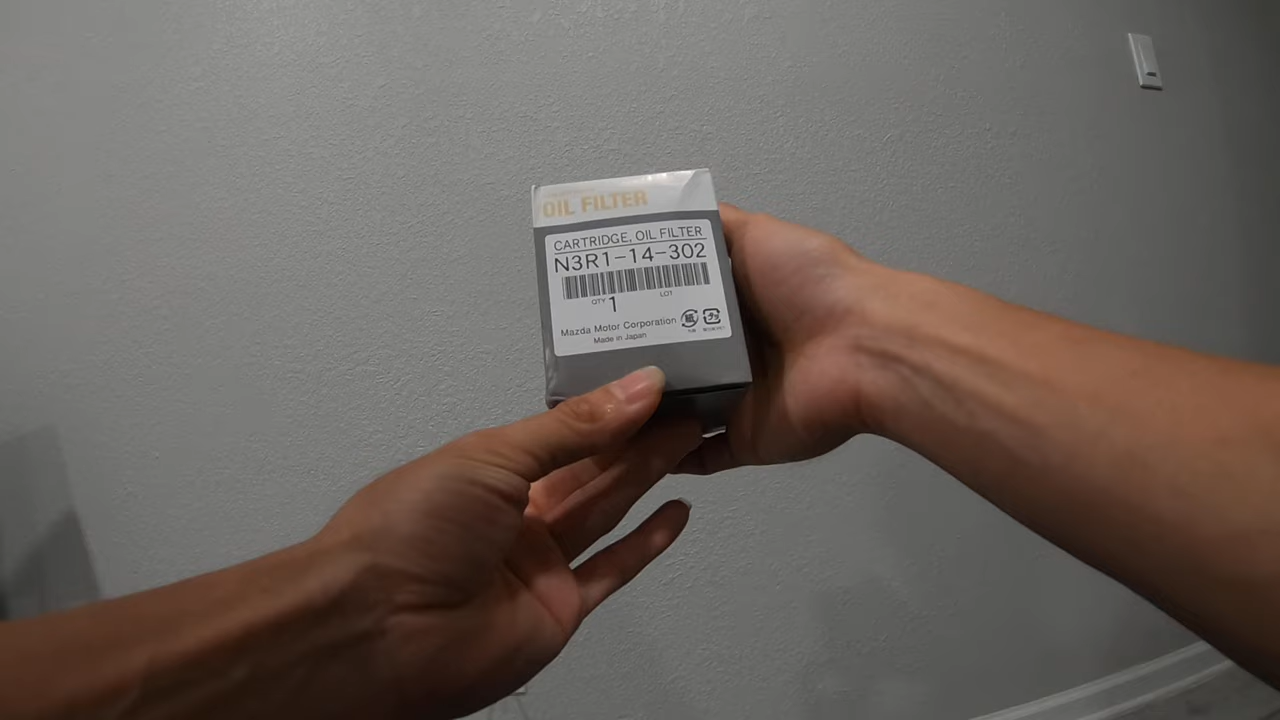 OIL FILTER
CARTRIDGE, OIL FILTER
N3R1-14-302
QTY 1 LOT
Mazda Motor Corporation
Made in Japan